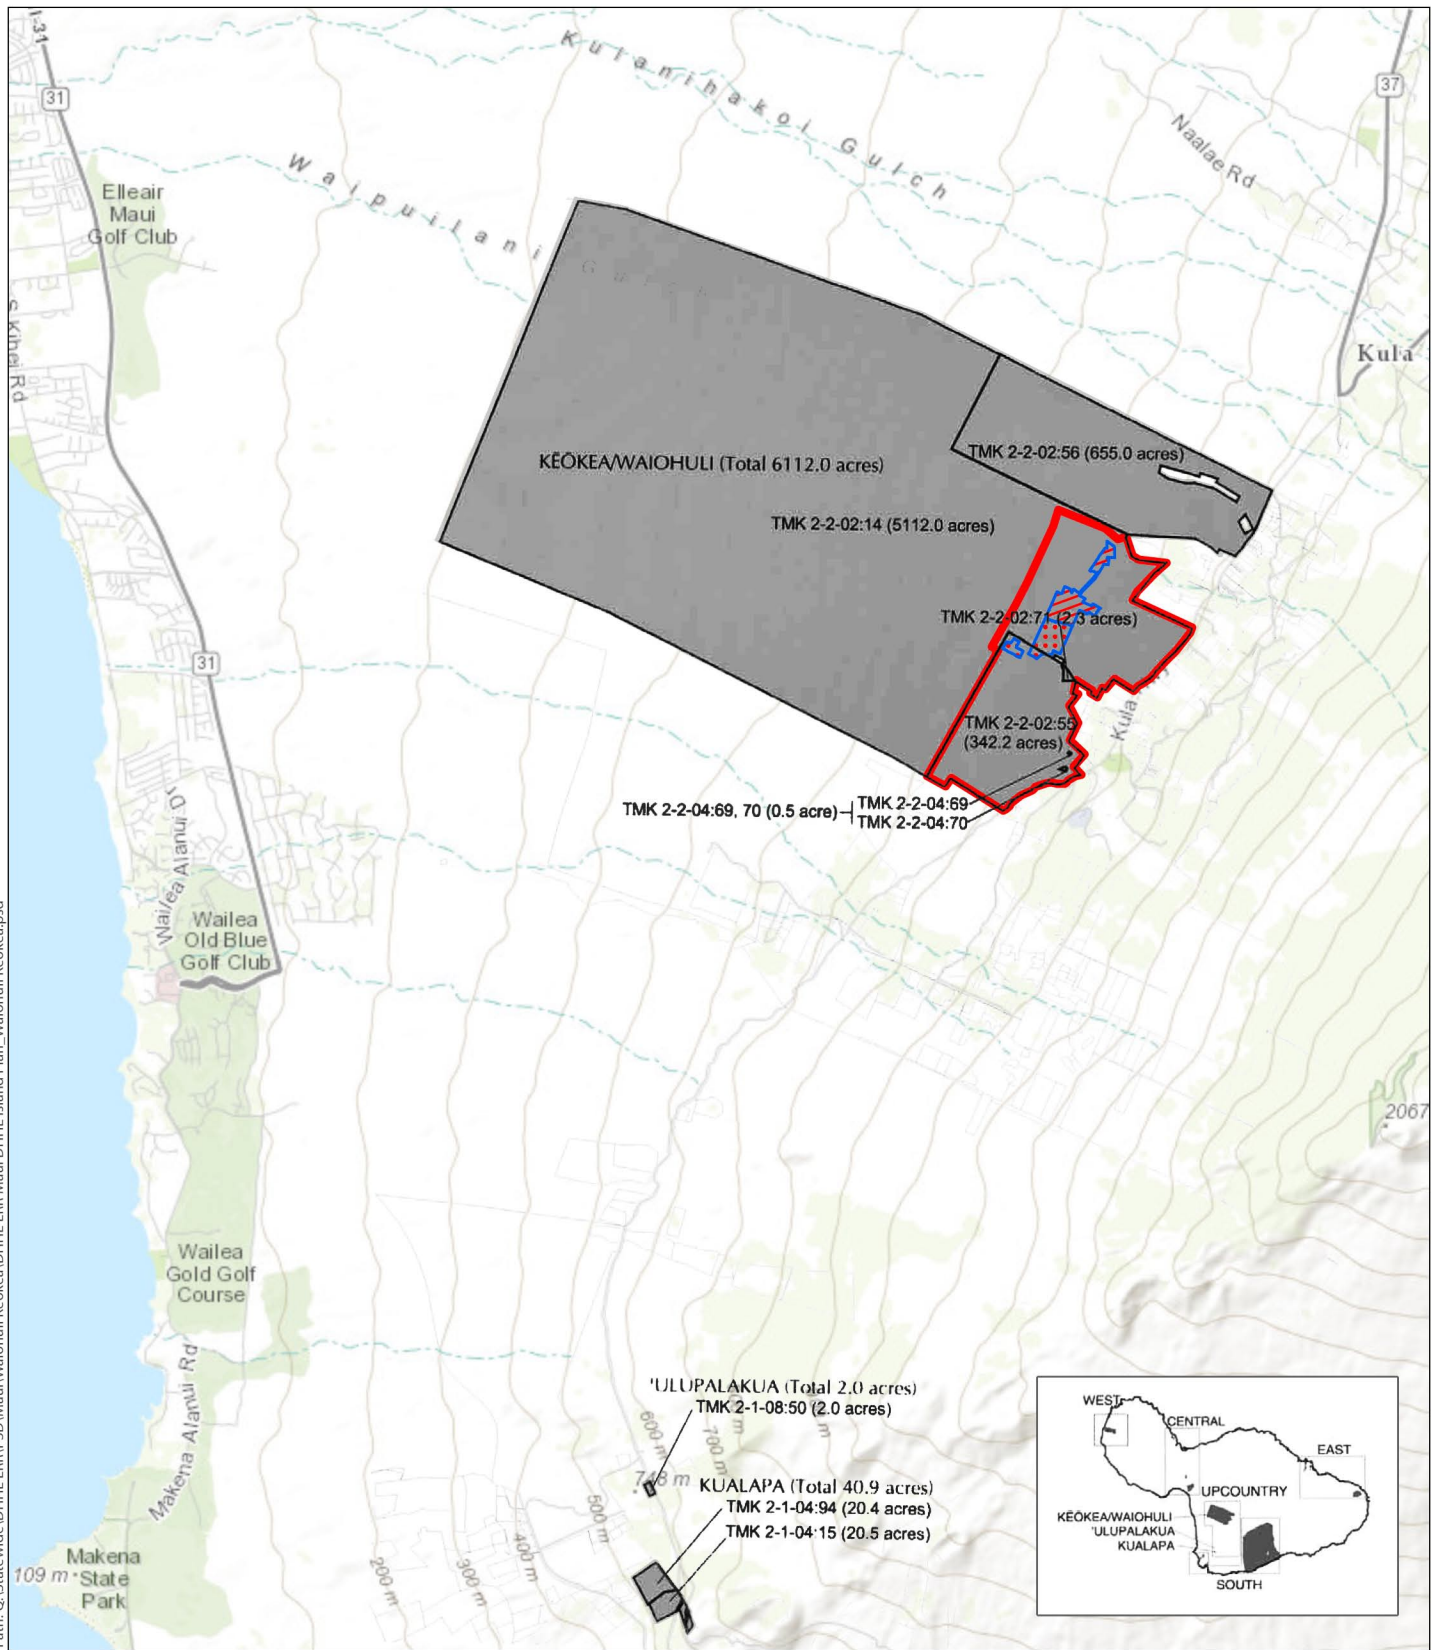 I-31
31
37
Kulanihakoi Gulch
Naalae Rd
Waipuilani Gulch
Elleair
Maui
Golf Club
S Kihei Rd
Kula
TMK 2-2-02:56 (655.0 acres)
KĒŌKEA/WAIOHULI (Total 6112.0 acres)
TMK 2-2-02:14 (5112.0 acres)
TMK 2-2-02:71 (2.3 acres)
31
Kula
TMK 2-2-02:55
(342.2 acres)
TMK 2-2-04:69, 70 (0.5 acre)
TMK 2-2-04:69
TMK 2-2-04:70
Wailea Alanui Dr
Wailea
Old Blue
Golf Club
2067
Wailea
Gold Golf
Course
Makena Alanui Rd
'ULUPALAKUA (Total 2.0 acres)
TMK 2-1-08:50 (2.0 acres)
600 m
700 m
748 m
KUALAPA (Total 40.9 acres)
TMK 2-1-04:94 (20.4 acres)
TMK 2-1-04:15 (20.5 acres)
500 m
400 m
300 m
200 m
Makena
State
Park
109 m
WEST
CENTRAL
EAST
UPCOUNTRY
KĒŌKEA/WAIOHULI
'ULUPALAKUA
KUALAPA
SOUTH